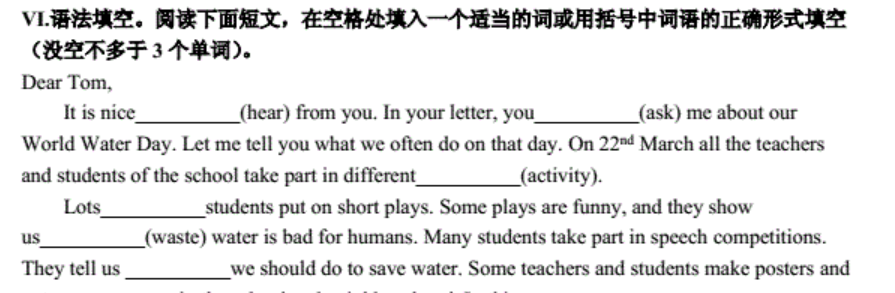 VI.语法填空。阅读下面短文，在空格处填入一个适当的词或用括号中词语的正确形式填空
（没空不多于 3 个单词）。
Dear Tom,
It is nice__________(hear) from you. In your letter, you__________(ask) me about our
World Water Day. Let me tell you what we often do on that day. On 22nd March all the teachers
and students of the school take part in different__________(activity).
Lots__________students put on short plays. Some plays are funny, and they show
us__________(waste) water is bad for humans. Many students take part in speech competitions.
They tell us __________we should do to save water. Some teachers and students make posters and